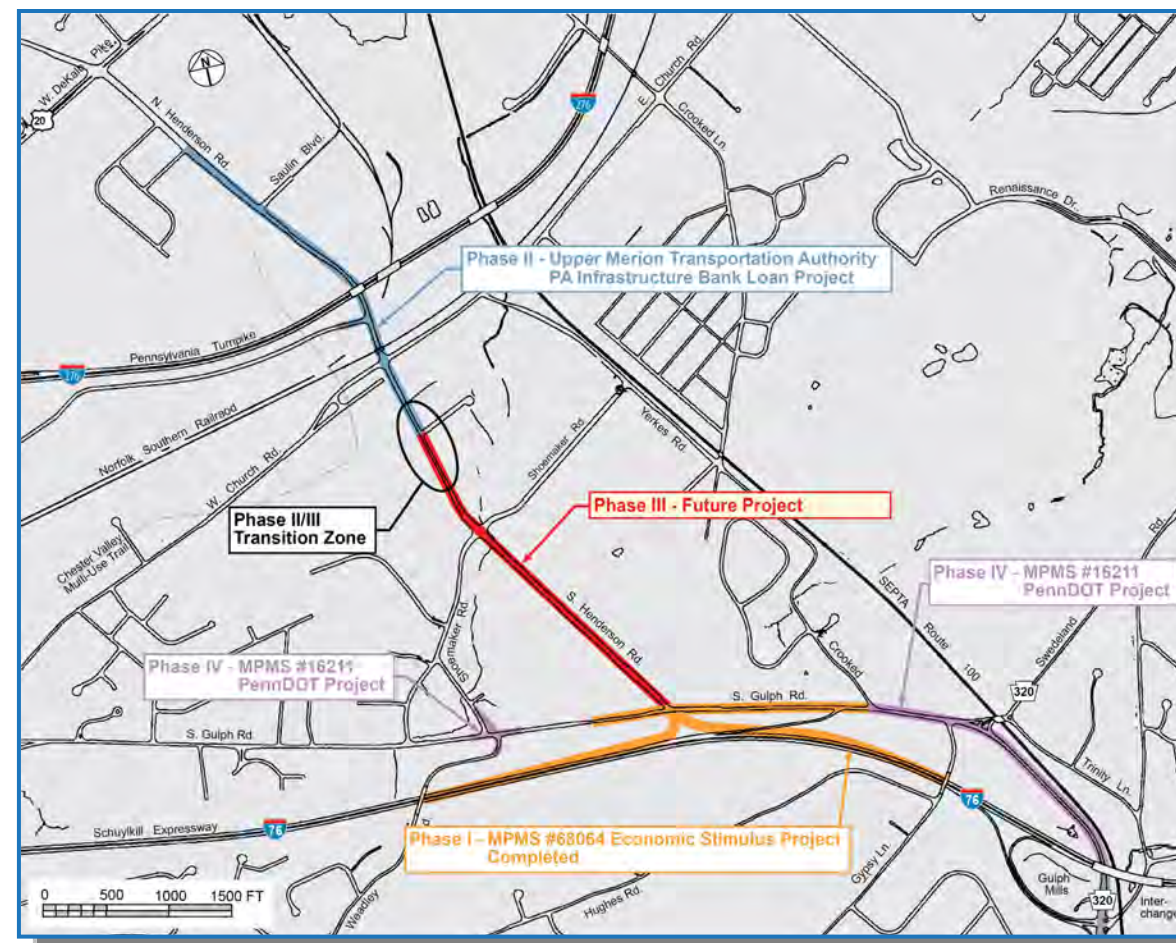 W. DeKalb Pike
20
N
N. Henderson Rd.
Saulin Blvd.
276
E. Church Rd.
Crooked Ln.
Renaissance Dr.
Phase II - Upper Merion Transportation Authority
PA Infrastructure Bank Loan Project
Pennsylvania Turnpike
276
Norfolk Southern Railraod
W. Church Rd.
Shoemaker Rd.
Yerkes Rd.
Phase II/III
Transition Zone
Phase III - Future Project
Chester Valley
Multi-Use Trail
S. Henderson Rd.
SEPTA Route 100
Phase IV - MPMS #16211
PennDOT Project
Swedeland Rd.
Shoemaker Rd.
Phase IV - MPMS #16211
PennDOT Project
Crooked
320
S. Gulph Rd.
S. Gulph Rd.
Trinity Ln.
Schuylkill Expressway
76
76
Phase I - MPMS #68064 Economic Stimulus Project
Completed
Gypsy Ln.
Gulph
Mills
320
Inter-
change
0 500 1000 1500 FT
Weadley
Hughes Rd.